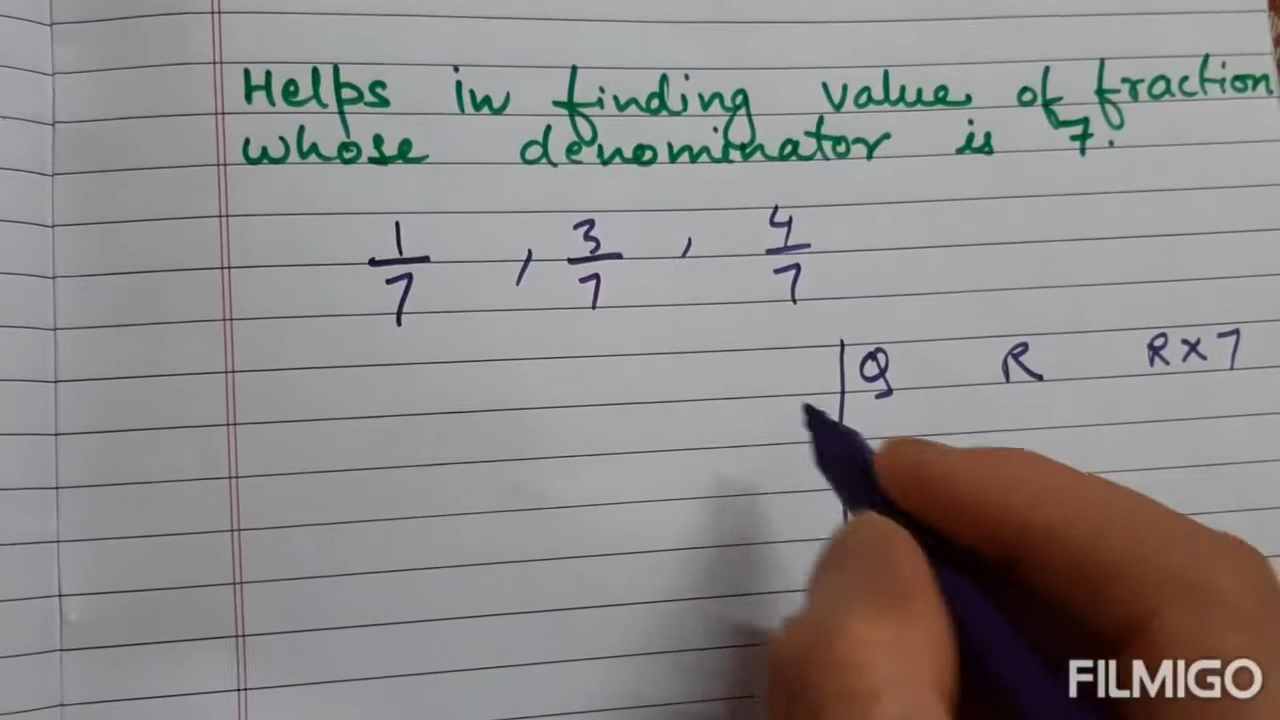 Helps in finding value of fraction
whose denominator is 7.
1/7 , 3/7 , 4/7
Q R R×7
FILMIGO